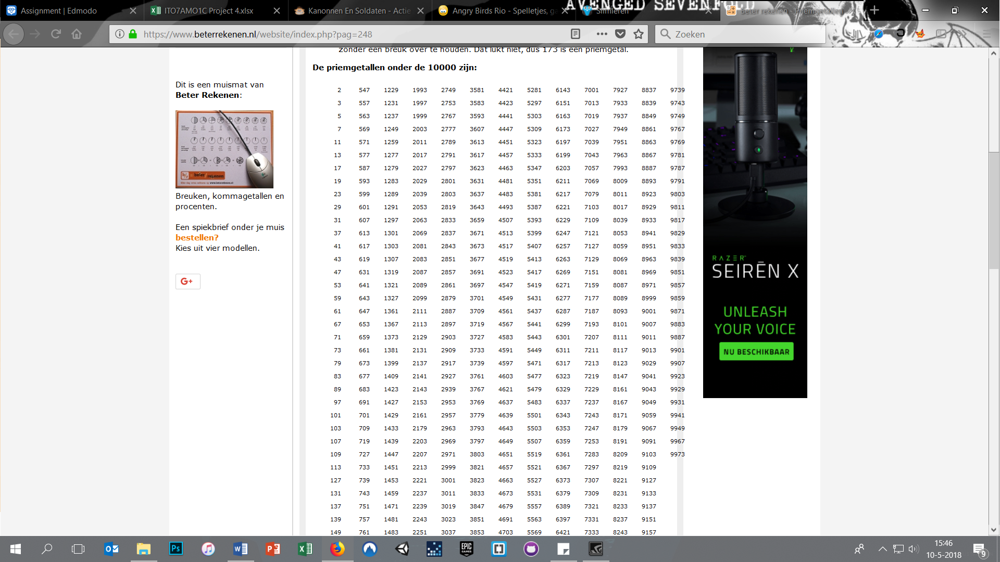 Assignment | Edmodo
ITO7AMO1C Project 4.xlsx
Kanonnen En Soldaten - Actie
Angry Birds Rio - Spelletjes, ga
Slimleren
Beter rekenen - Priemgetallen
AVENGED SEVENFOLD
https://www.beterrekenen.nl/website/index.php?pag=248
Zoeken
zonder een breuk over te houden. Dat lukt niet, dus 173 is een priemgetal.
De priemgetallen onder de 10000 zijn:
Dit is een muismat van
Beter Rekenen:
beter rekenen
Breuken, kommagetallen en
procenten.
Een spiekbrief onder je muis
bestellen?
Kies uit vier modellen.
G+
2 547 1229 1993 2749 3581 4421 5281 6143 7001 7927 8837 9739
3 557 1231 1997 2753 3583 4423 5297 6151 7013 7933 8839 9743
5 563 1237 1999 2767 3593 4441 5303 6163 7019 7937 8849 9749
7 569 1249 2003 2777 3607 4447 5309 6173 7027 7949 8861 9767
11 571 1259 2011 2789 3613 4451 5323 6197 7039 7951 8863 9769
13 577 1277 2017 2791 3617 4457 5333 6199 7043 7963 8867 9781
17 587 1279 2027 2797 3623 4463 5347 6203 7057 7993 8887 9787
19 593 1283 2029 2801 3631 4481 5351 6211 7069 8009 8893 9791
23 599 1289 2039 2803 3637 4483 5381 6217 7079 8011 8923 9803
29 601 1291 2053 2819 3643 4493 5387 6221 7103 8017 8929 9811
31 607 1297 2063 2833 3659 4507 5393 6229 7109 8039 8933 9817
37 613 1301 2069 2837 3671 4513 5399 6247 7121 8053 8941 9829
41 617 1303 2081 2843 3673 4517 5407 6257 7127 8059 8951 9833
43 619 1307 2083 2851 3677 4519 5413 6263 7129 8069 8963 9839
47 631 1319 2087 2857 3691 4523 5417 6269 7151 8081 8969 9851
53 641 1321 2089 2861 3697 4547 5419 6271 7159 8087 8971 9857
59 643 1327 2099 2879 3701 4549 5431 6277 7177 8089 8999 9859
61 647 1361 2111 2887 3709 4561 5437 6287 7187 8093 9001 9871
67 653 1367 2113 2897 3719 4567 5441 6299 7193 8101 9007 9883
71 659 1373 2129 2903 3727 4583 5443 6301 7207 8111 9011 9887
73 661 1381 2131 2909 3733 4591 5449 6311 7211 8117 9013 9901
79 673 1399 2137 2917 3739 4597 5471 6317 7213 8123 9029 9907
83 677 1409 2141 2927 3761 4603 5477 6323 7219 8147 9041 9923
89 683 1423 2143 2939 3767 4621 5479 6329 7229 8161 9043 9929
97 691 1427 2153 2953 3769 4637 5483 6337 7237 8167 9049 9931
101 701 1429 2161 2957 3779 4639 5501 6343 7243 8171 9059 9941
103 709 1433 2179 2963 3793 4643 5503 6353 7247 8179 9067 9949
107 719 1439 2203 2969 3797 4649 5507 6359 7253 8191 9091 9967
109 727 1447 2207 2971 3803 4651 5519 6361 7283 8209 9103 9973
113 733 1451 2213 2999 3821 4657 5521 6367 7297 8219 9109
127 739 1453 2221 3001 3823 4663 5527 6373 7307 8221 9127
131 743 1459 2237 3011 3833 4673 5531 6379 7309 8231 9133
137 751 1471 2239 3019 3847 4679 5557 6389 7321 8233 9137
139 757 1481 2243 3023 3851 4691 5563 6397 7331 8237 9151
149 761 1483 2251 3037 3853 4703 5569 6421 7333 8243 9157
RAZER
SEIRĒN X
UNLEASH
YOUR VOICE
NU BESCHIKBAAR
Ps
EPIC
GAMES
15:46
10-5-2018
9